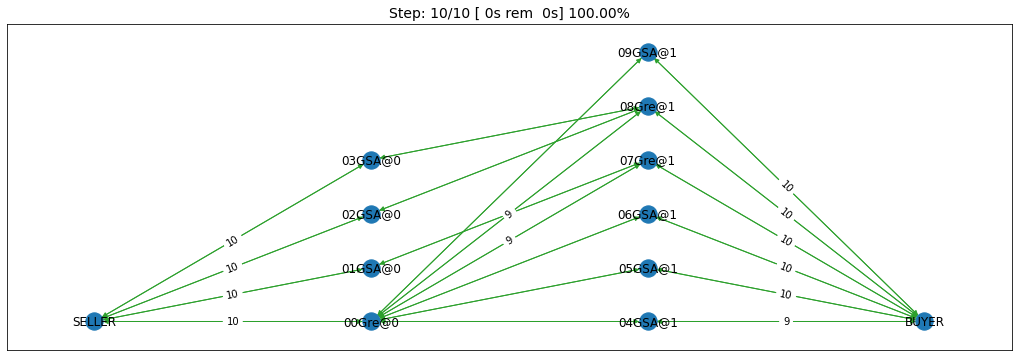 Step: 10/10 [ 0s rem  0s] 100.00%
09GSA@1
08Gre@1
03GSA@0
07Gre@1
10
02GSA@0
9
10
06GSA@1
10
9
10
10
01GSA@0
10
05GSA@1
10
10
SELLER
10
00Gre@0
04GSA@1
9
BUYER